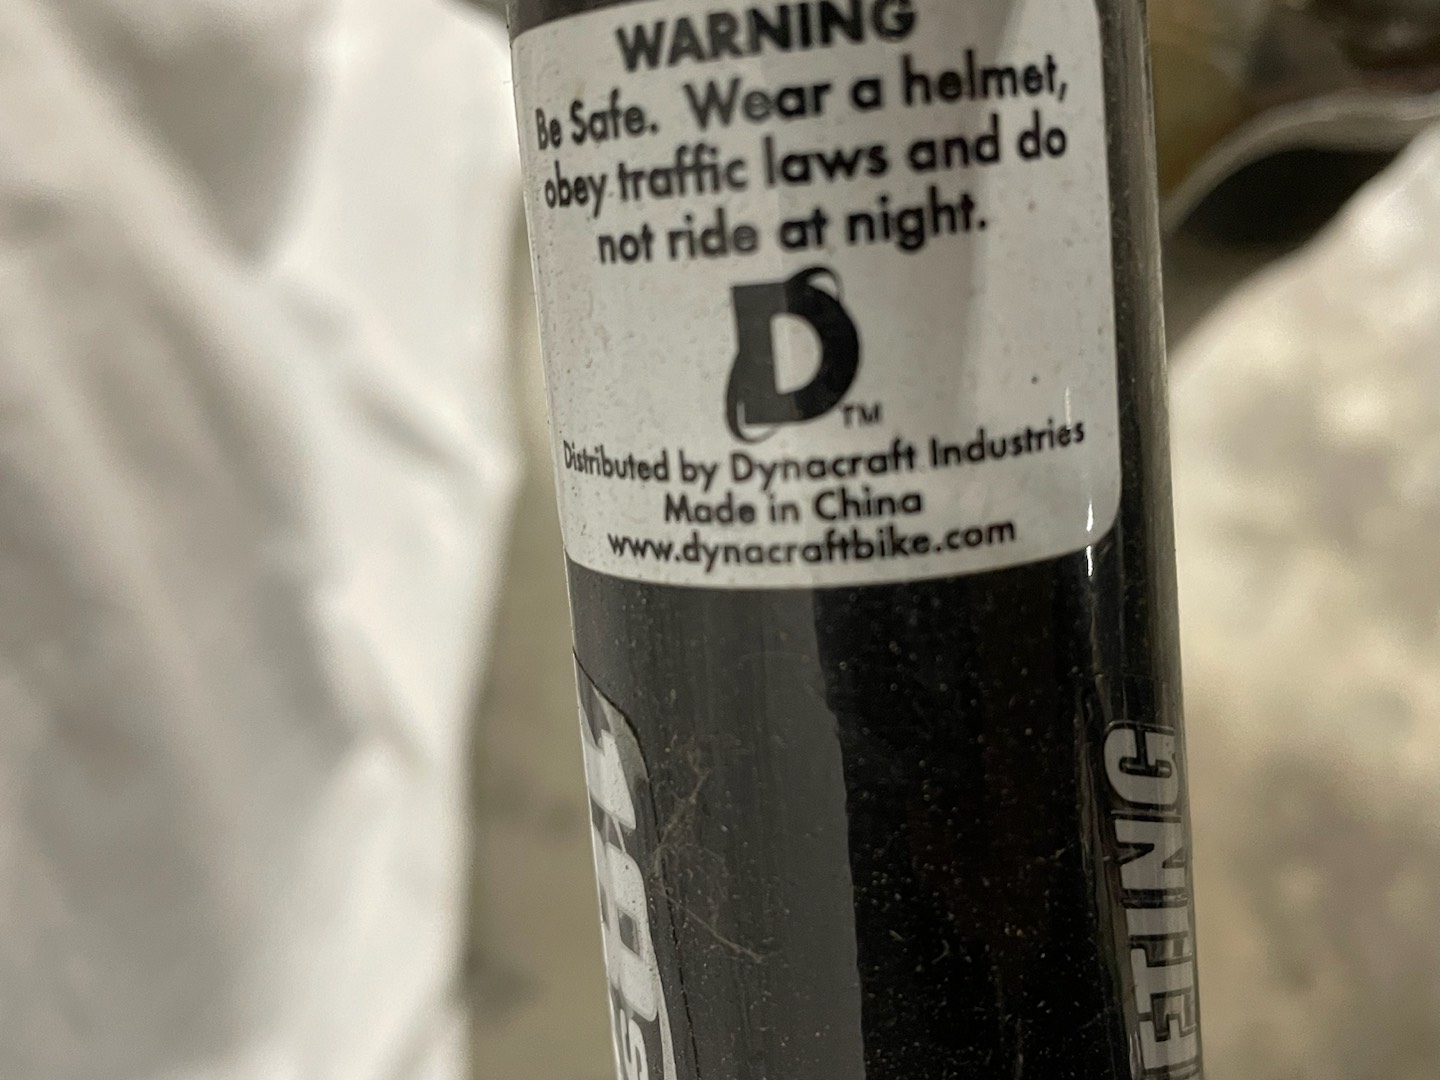 WARNING
Be Safe. Wear a helmet,
obey traffic laws and do
not ride at night.
D TM
Distributed by Dynacraft Industries
Made in China
www.dynacraftbike.com